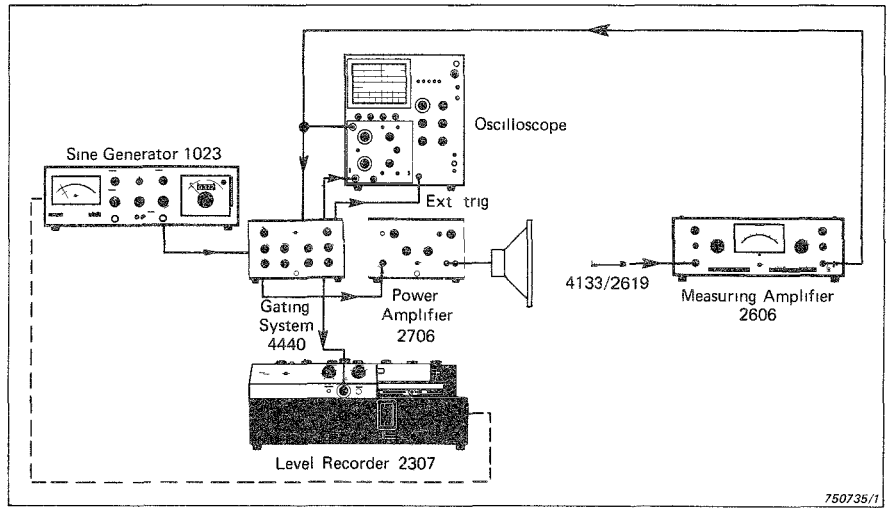 Oscilloscope
Sine Generator 1023
Ext trig
4133/2619
Measuring Amplifier
2606
Gating
System
4440
Power
Amplifier
2706
Level Recorder 2307
750735/1